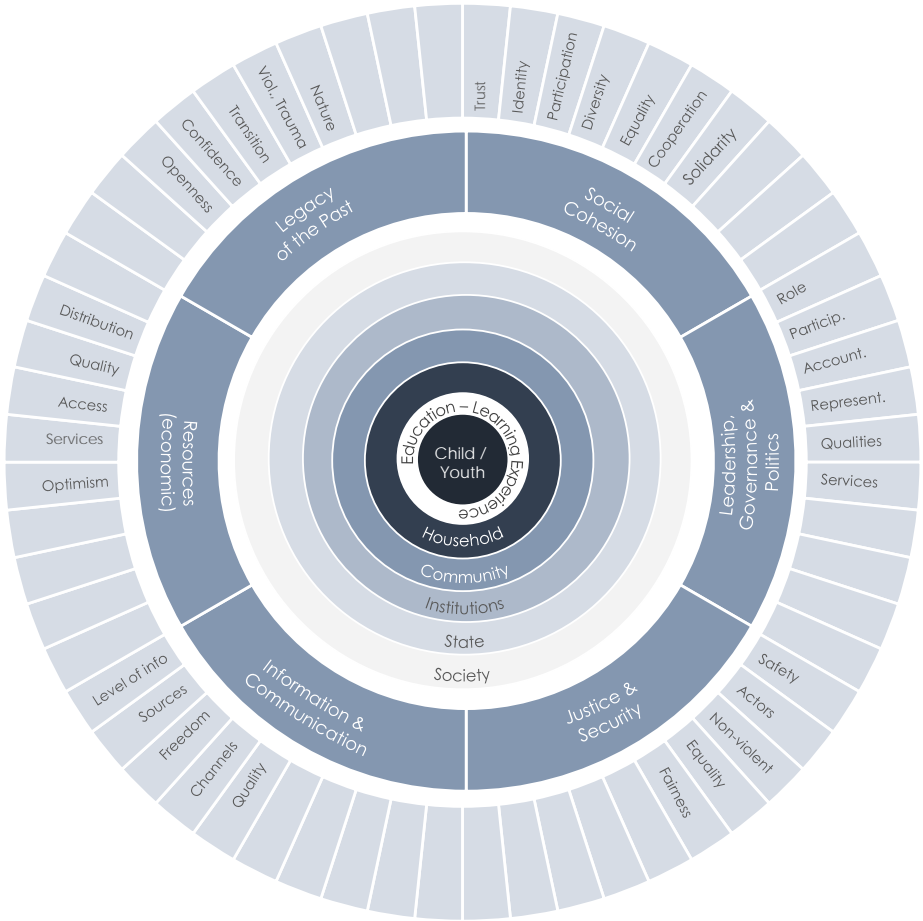 Trust
Identity
Participation
Diversity
Equality
Cooperation
Solidarity
Role
Particip.
Account.
Represent.
Qualities
Services
Safety
Actors
Non-violent
Equality
Fairness
Quality
Channels
Freedom
Sources
Level of info
Optimism
Services
Access
Quality
Distribution
Openness
Confidence
Transition
Viol., Trauma
Nature
Legacy
of the Past
Social
Cohesion
Leadership,
Governance &
Politics
Justice &
Security
Information &
Communication
Resources
(economic)
Education – Learning Experience
Child /
Youth
Household
Community
Institutions
State
Society